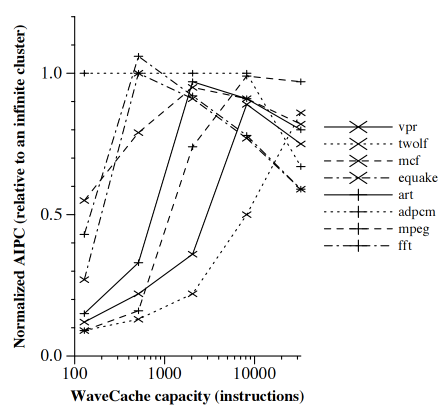 Normalized AIPC (relative to an infinite cluster)
1.0
0.5
0.0
100
1000
10000
WaveCache capacity (instructions)
vpr
twolf
mcf
equake
art
adpcm
mpeg
fft